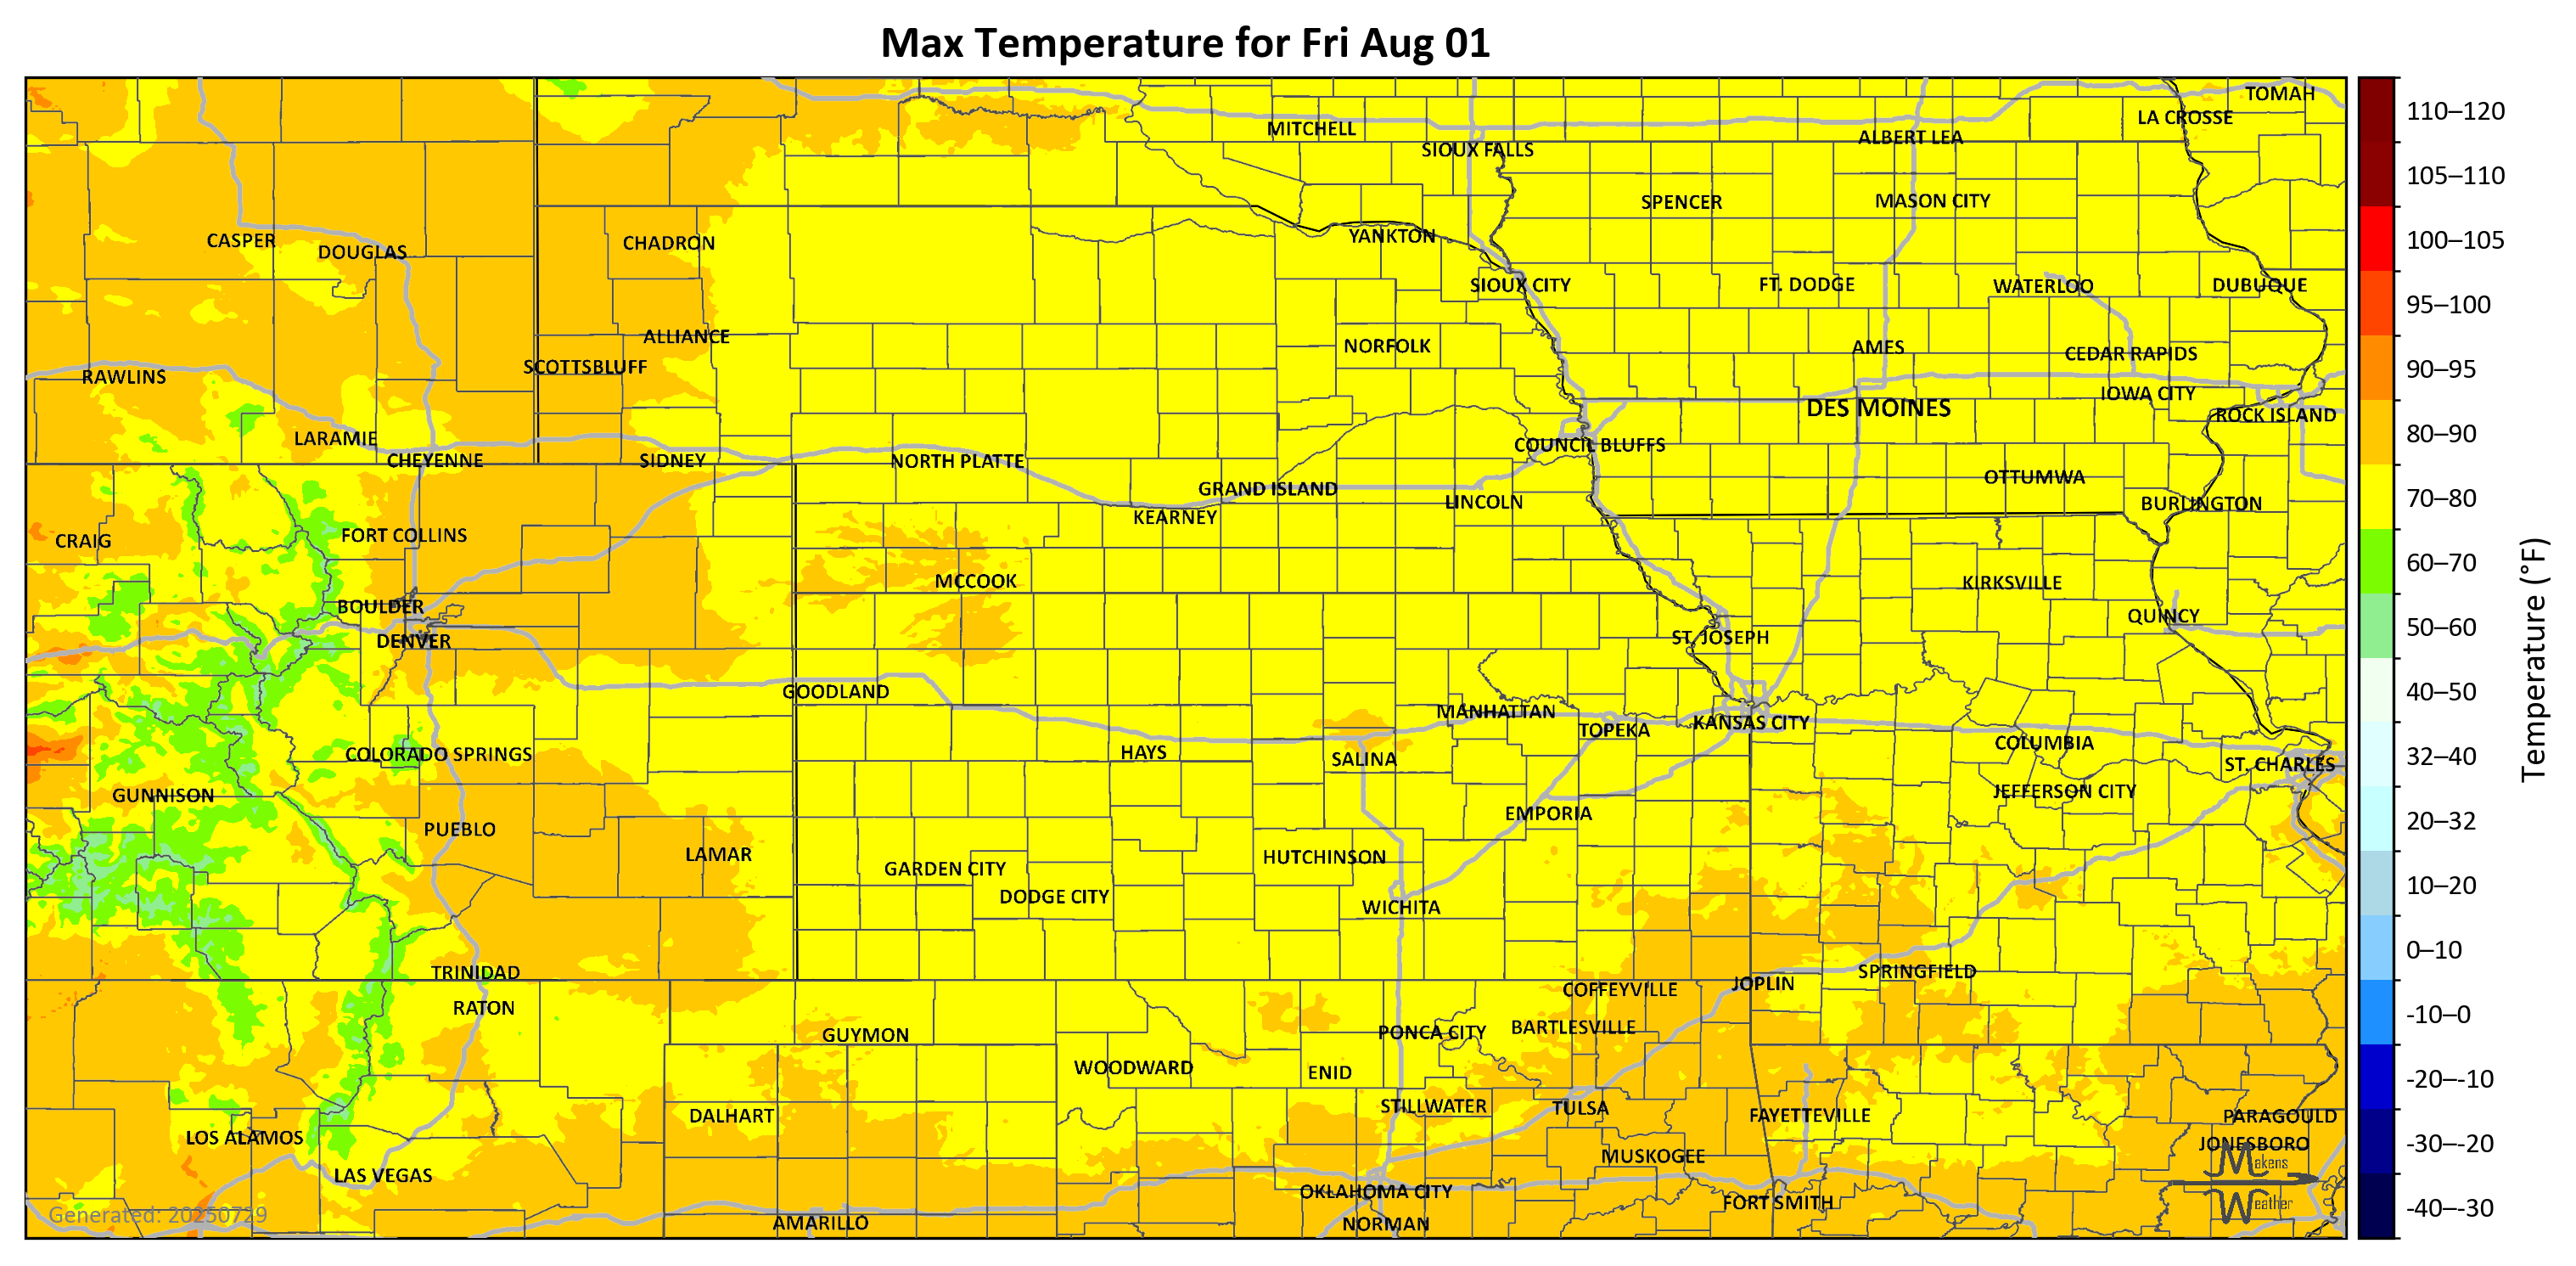 Max Temperature for Fri Aug 01
TOMAH
LA CROSSE
MITCHELL
ALBERT LEA
SIOUX FALLS
SPENCER
MASON CITY
CASPER
DOUGLAS
CHADRON
YANKTON
SIOUX CITY
FT. DODGE
WATERLOO
DUBUQUE
ALLIANCE
NORFOLK
AMES
CEDAR RAPIDS
SCOTTSBLUFF
RAWLINS
IOWA CITY
DES MOINES
ROCK ISLAND
LARAMIE
COUNCIL BLUFFS
CHEYENNE
SIDNEY
NORTH PLATTE
OTTUMWA
GRAND ISLAND
LINCOLN
BURLINGTON
KEARNEY
FORT COLLINS
CRAIG
MCCOOK
KIRKSVILLE
BOULDER
QUINCY
DENVER
ST. JOSEPH
GOODLAND
MANHATTAN
KANSAS CITY
TOPEKA
COLORADO SPRINGS
HAYS
SALINA
COLUMBIA
ST. CHARLES
GUNNISON
JEFFERSON CITY
EMPORIA
PUEBLO
LAMAR
HUTCHINSON
GARDEN CITY
DODGE CITY
WICHITA
TRINIDAD
SPRINGFIELD
JOPLIN
COFFEYVILLE
RATON
GUYMON
PONCA CITY
BARTLESVILLE
WOODWARD
ENID
STILLWATER
TULSA
DALHART
FAYETTEVILLE
PARAGOULD
LOS ALAMOS
JONESBORO
MUSKOGEE
LAS VEGAS
OKLAHOMA CITY
FORT SMITH
AMARILLO
NORMAN
Generated: 20250729
Makens
Weather
110–120
105–110
100–105
95–100
90–95
80–90
70–80
60–70
50–60
40–50
32–40
20–32
10–20
0–10
-10–0
-20–-10
-30–-20
-40–-30
Temperature (°F)